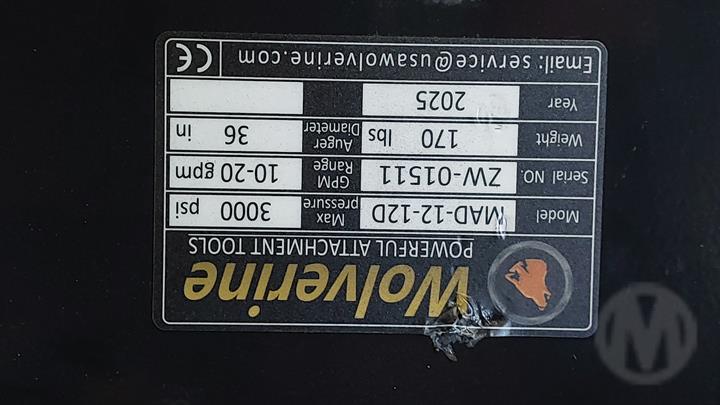 Wolverine
POWERFUL ATTACHMENT TOOLS
Model MAD-12-12D Max pressure 3000 psi
Serial NO. ZW-01511 GPM Range 10-20 gpm
Weight 170 lbs Auger Diameter 36 in
Year 2025
Email: service@usawolverine.com CE
M